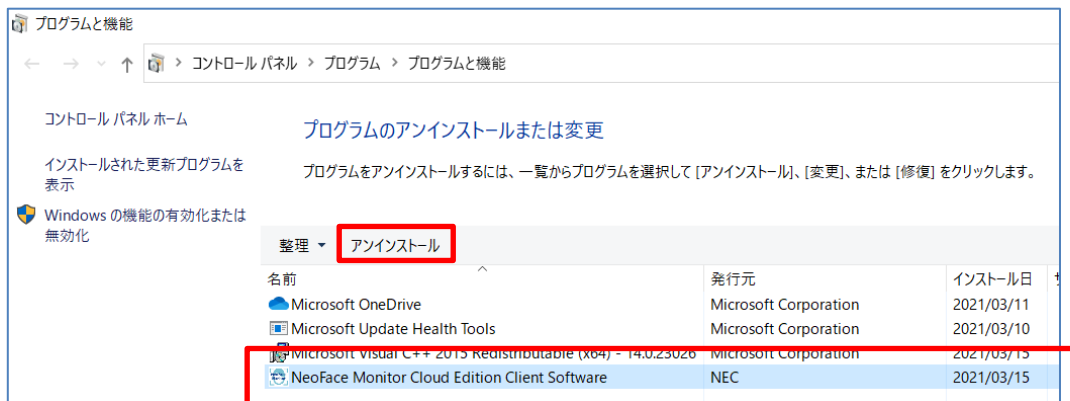 プログラムと機能
コントロール パネル > プログラム > プログラムと機能
コントロール パネル ホーム
インストールされた更新プログラムを
表示
Windows の機能の有効化または
無効化
プログラムのアンインストールまたは変更
プログラムをアンインストールするには、一覧からプログラムを選択して [アンインストール]、[変更]、または [修復] をクリックします。
整理 アンインストール
名前 発行元 インストール日
Microsoft OneDrive Microsoft Corporation 2021/03/11
Microsoft Update Health Tools Microsoft Corporation 2021/03/10
Microsoft Visual C++ 2015 Redistributable (x64) - 14.0.23026 Microsoft Corporation 2021/03/15
NeoFace Monitor Cloud Edition Client Software NEC 2021/03/15